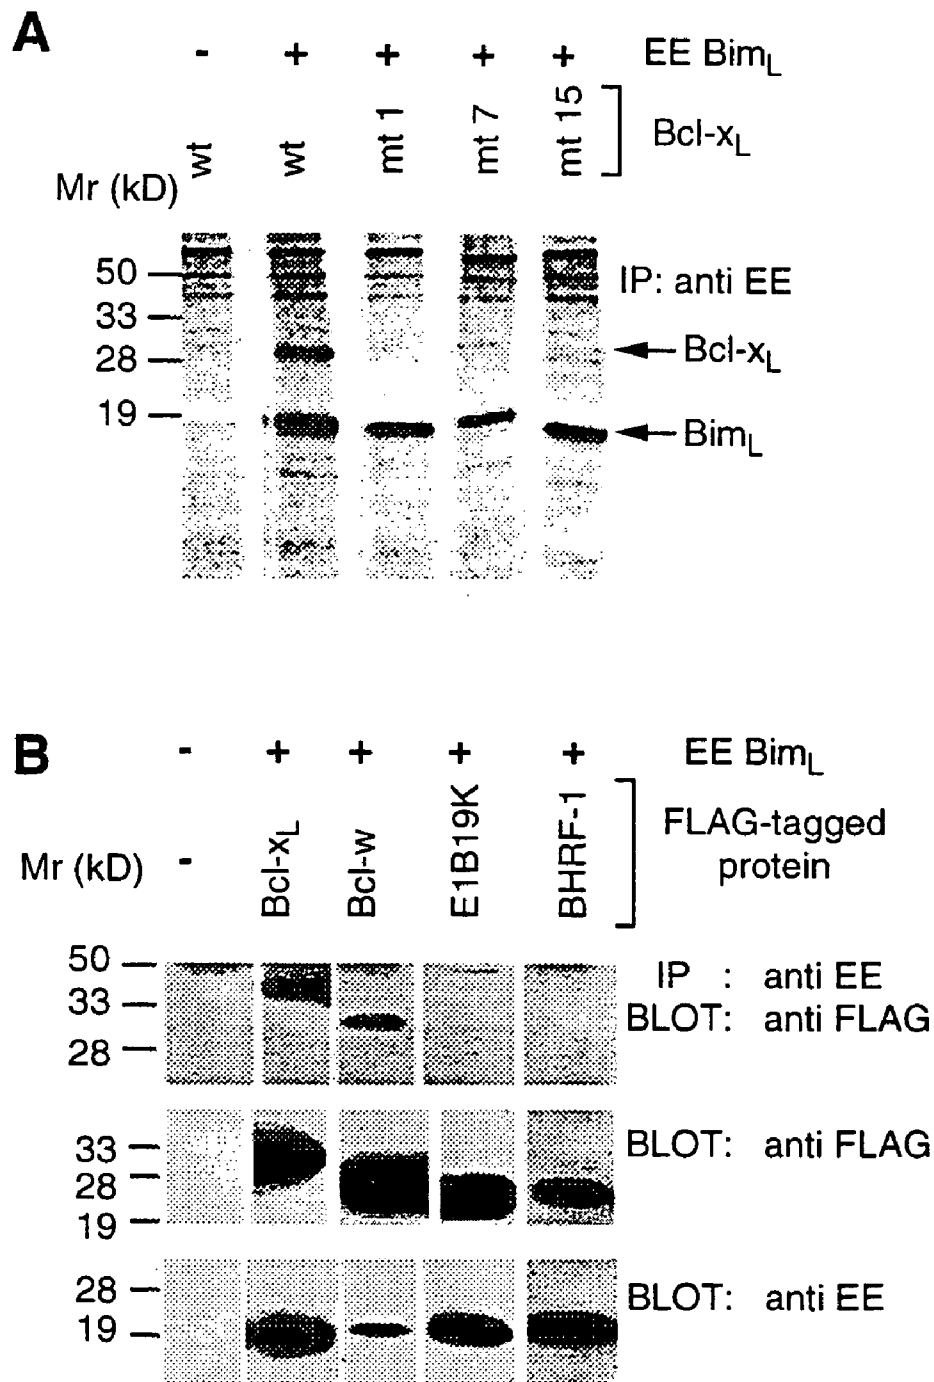 A
- + + + + EE BimL
wt wt mt 1 mt 7 mt 15 Bcl-xL
Mr (kD)
50
IP: anti EE
33
Bcl-xL
28
19
BimL
B
- + + + + EE BimL
- Bcl-xL Bcl-w E1B19K BHRF-1 FLAG-tagged
protein
Mr (kD)
50
IP : anti EE
33
BLOT: anti FLAG
28
33
BLOT: anti FLAG
28
19
28
BLOT: anti EE
19